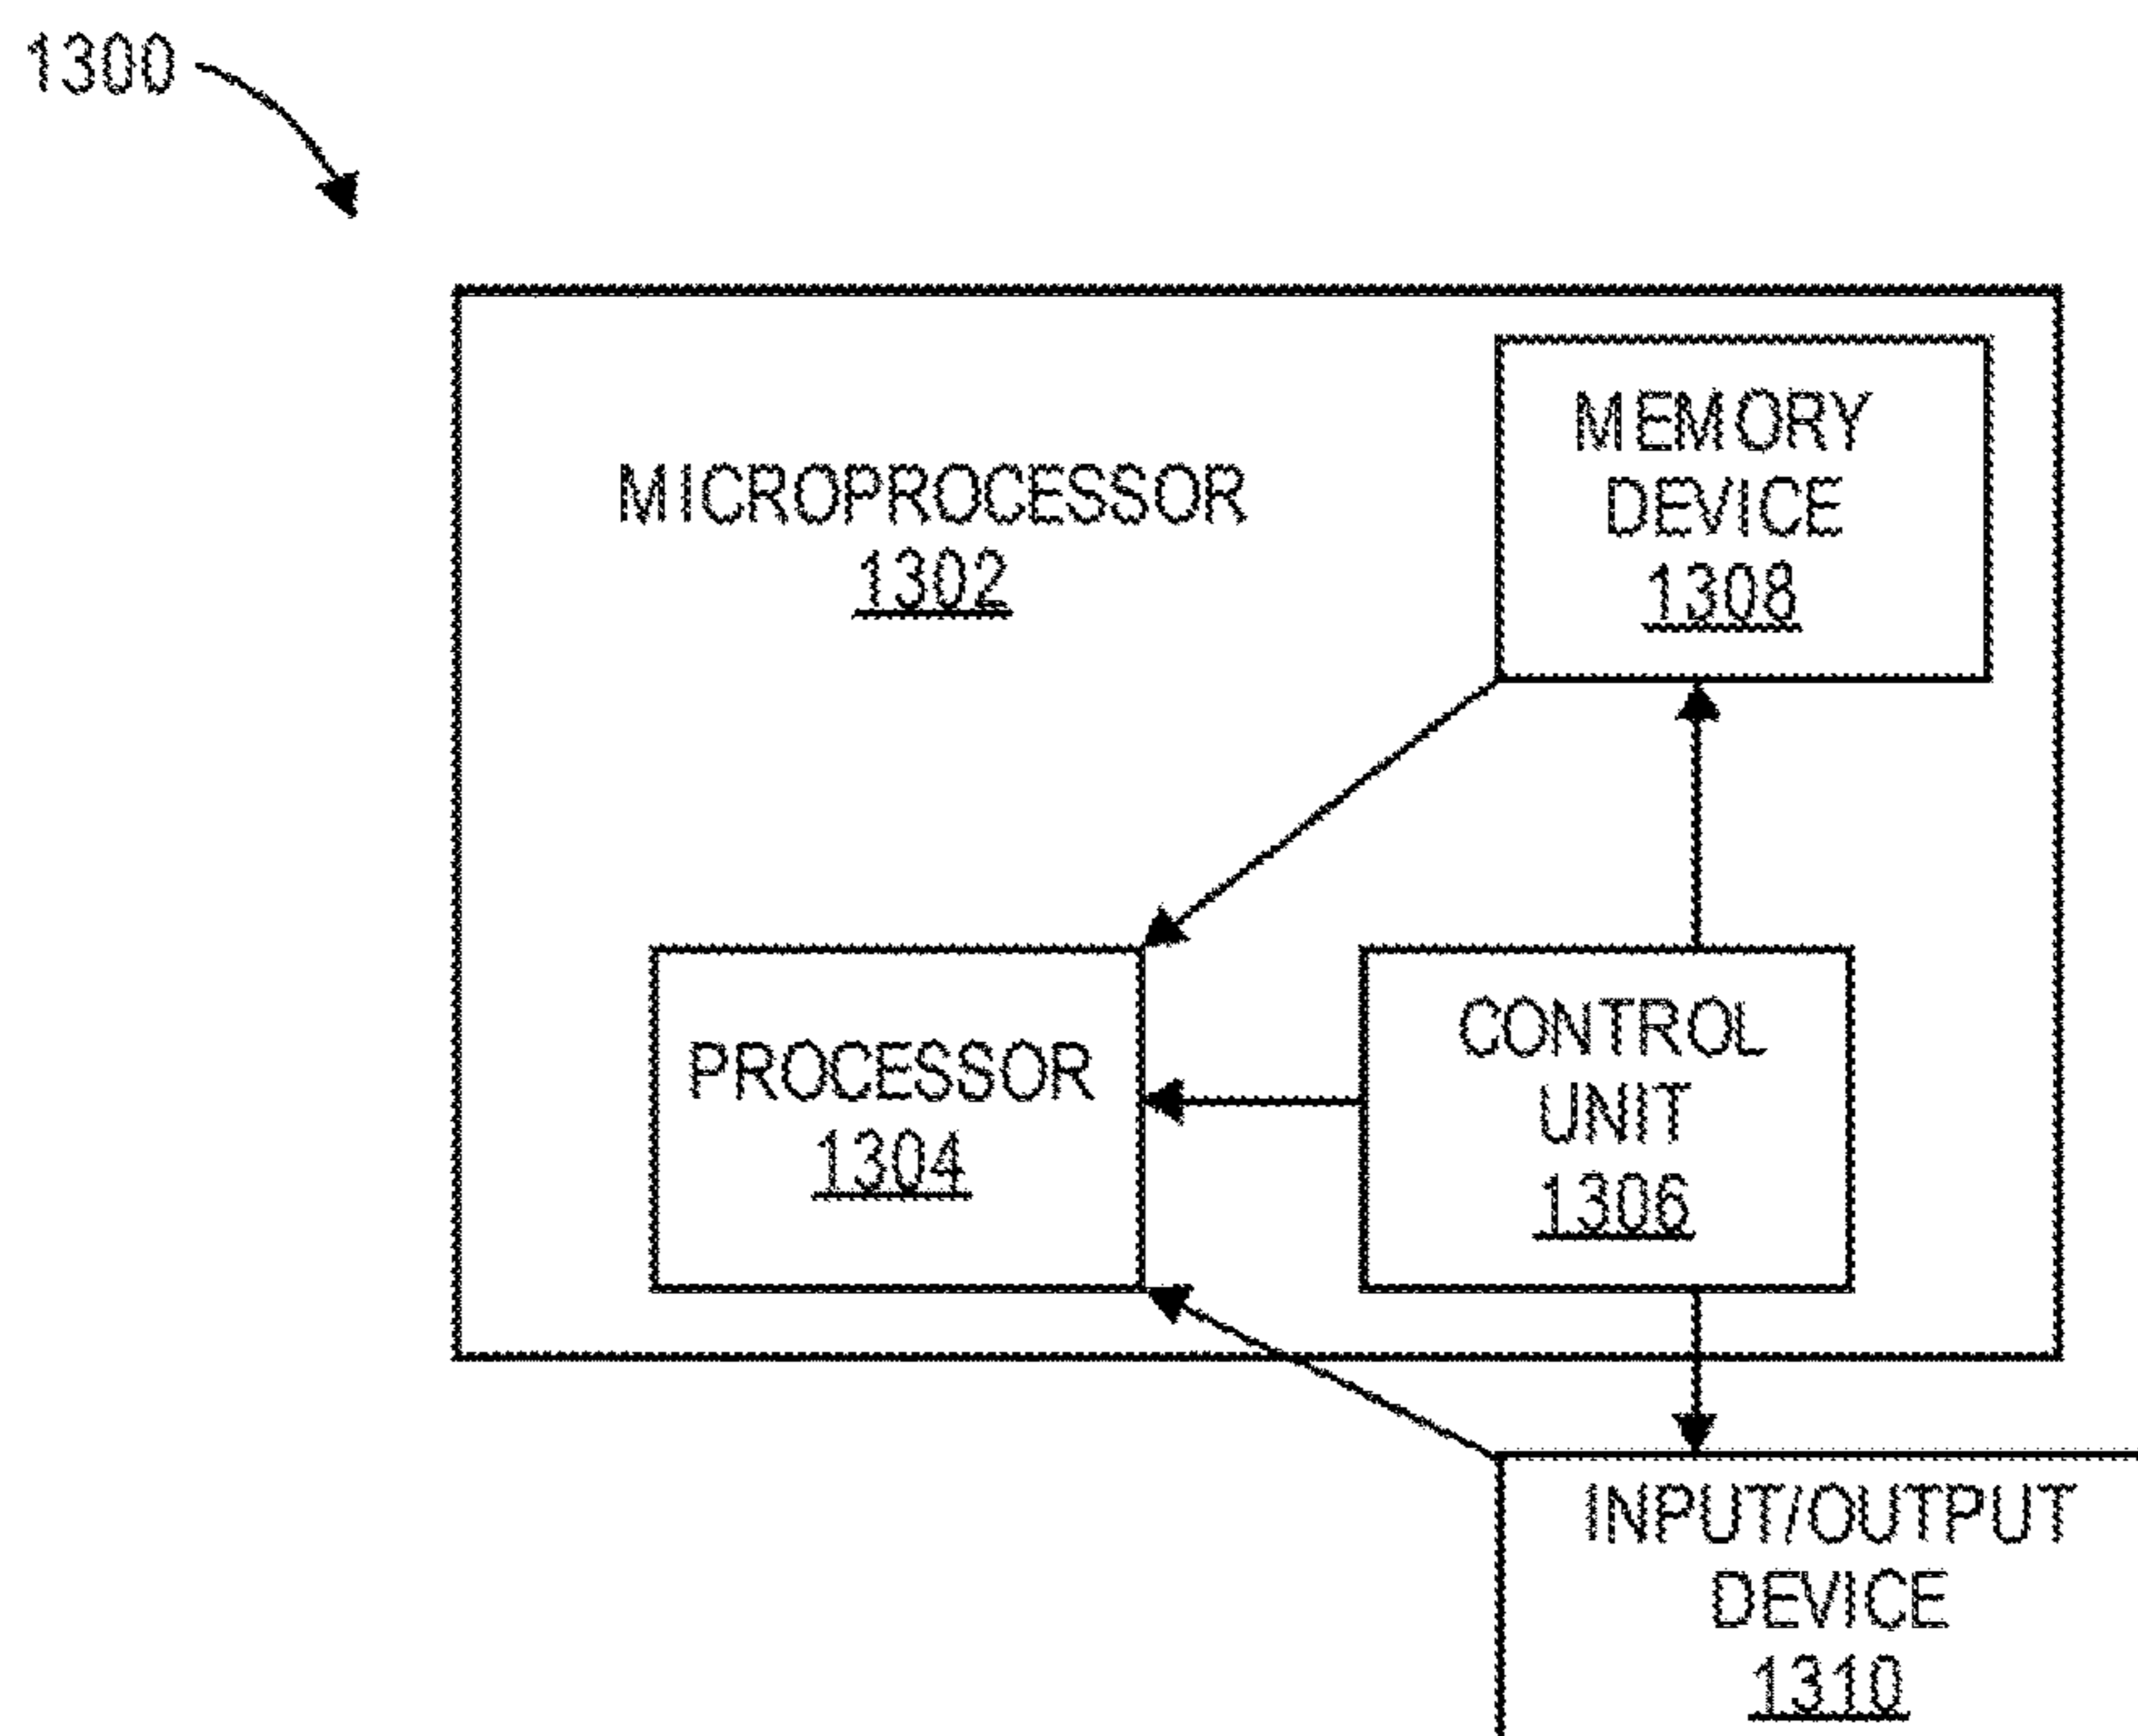 1300
MICROPROCESSOR
1302
MEMORY
DEVICE
1308
PROCESSOR
1304
CONTROL
UNIT
1306
INPUT/OUTPUT
DEVICE
1310